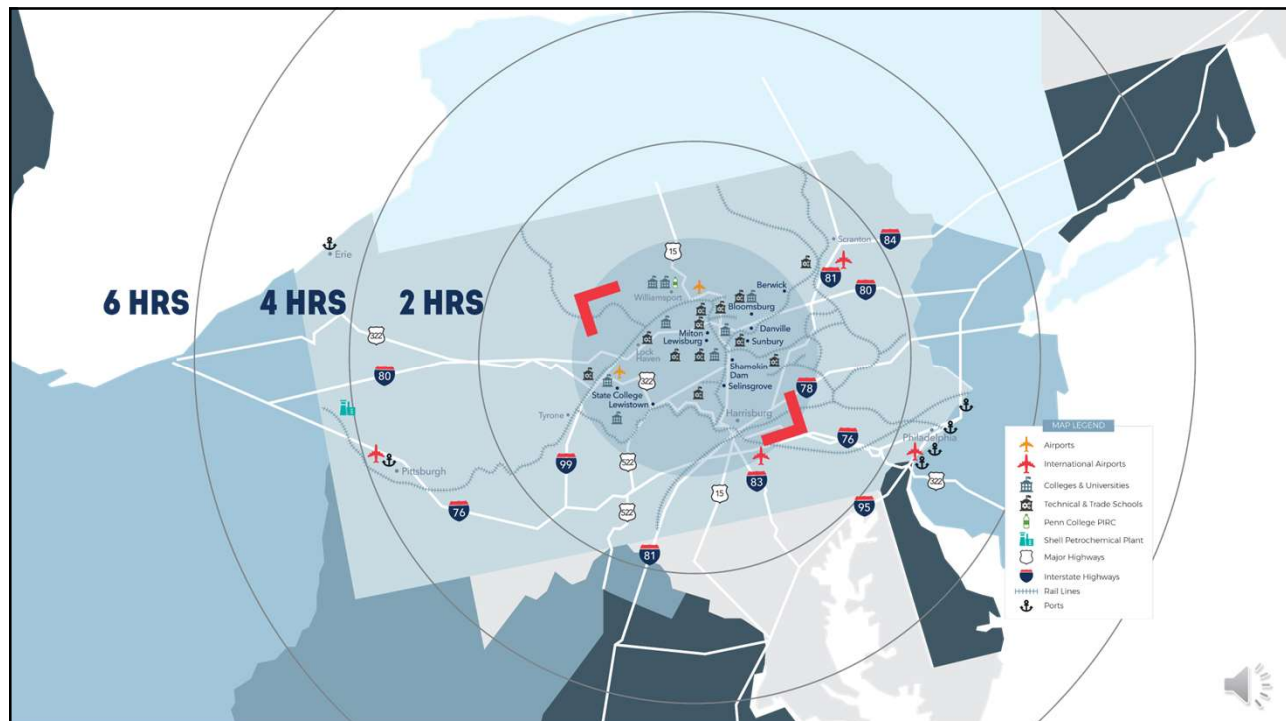 6 HRS
4 HRS
2 HRS
Erie
322
80
Pittsburgh
76
Tyrone
99
15
Williamsport
Lock
Haven
State College
322
Lewistown
Milton
Lewisburg
Berwick
Bloomsburg
Danville
Sunbury
Shamokin
Dam
Selinsgrove
Harrisburg
Scranton
84
81
80
78
76
522
522
15
83
81
95
Philadelphia
322
MAP LEGEND
Airports
International Airports
Colleges & Universities
Technical & Trade Schools
Penn College PIRC
Shell Petrochemical Plant
Major Highways
Interstate Highways
Rail Lines
Ports